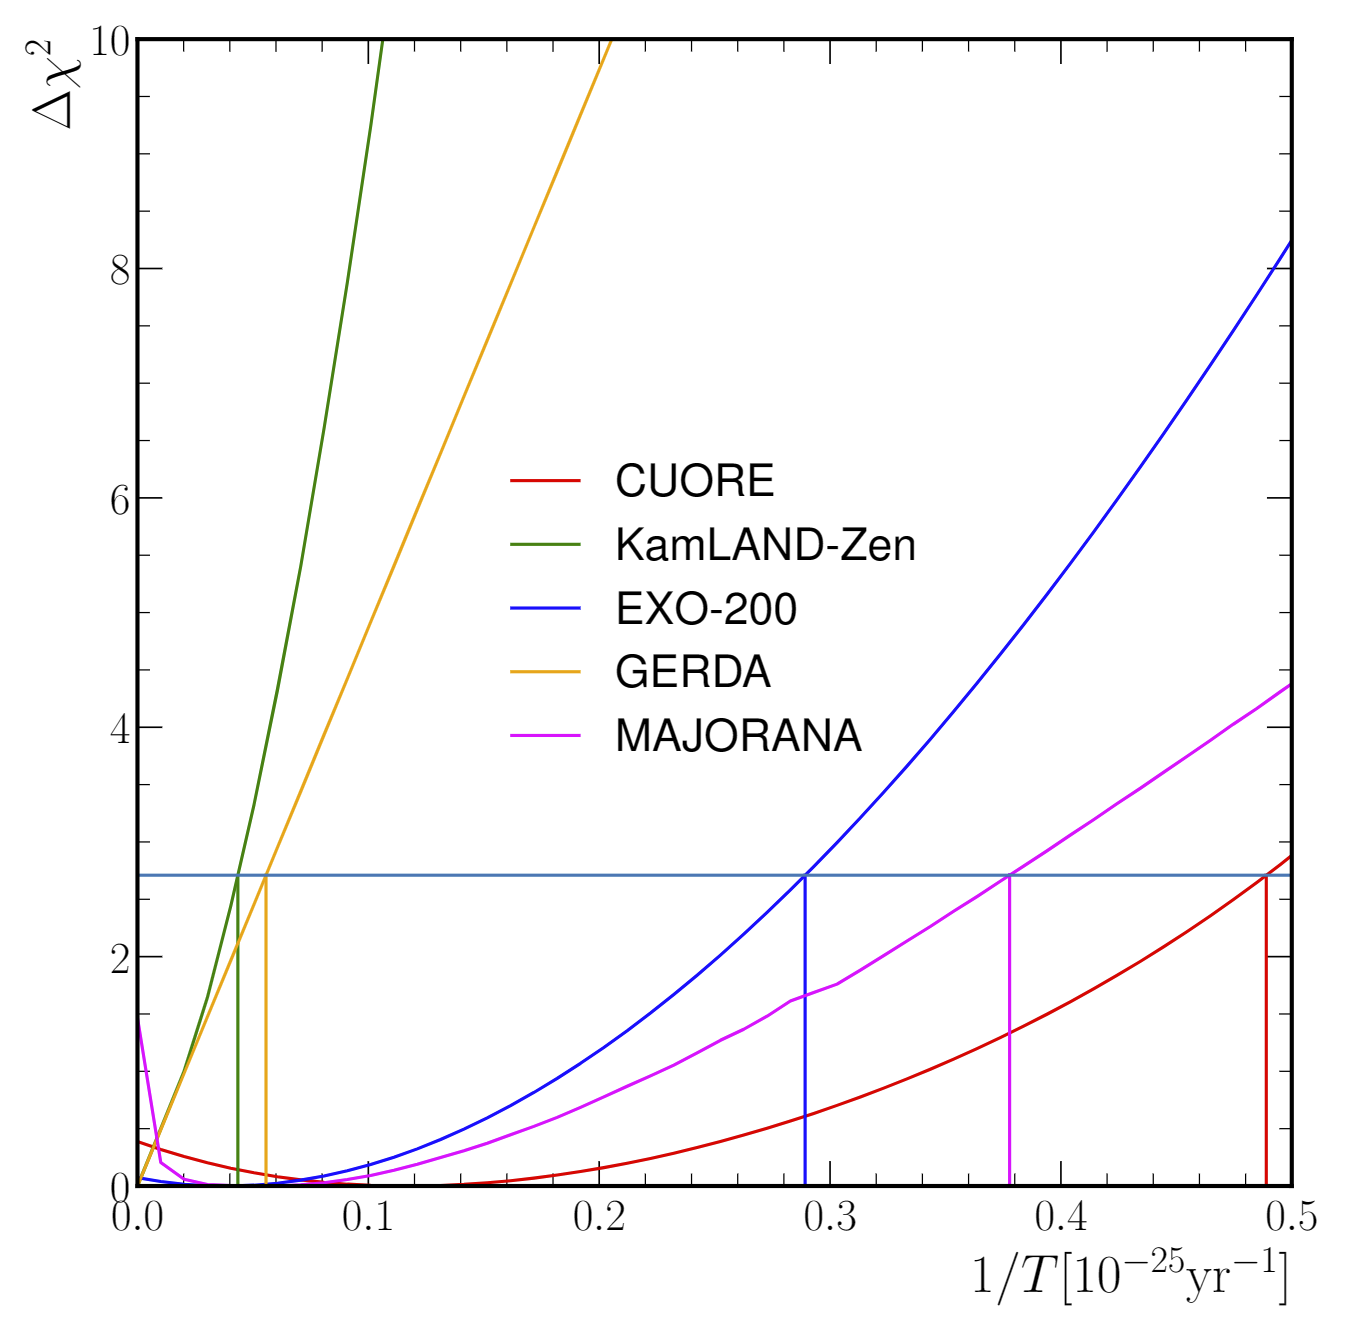 Δχ²
10
8
6
4
2
0
CUORE
KamLAND-Zen
EXO-200
GERDA
MAJORANA
0.0 0.1 0.2 0.3 0.4 0.5
1/T[10⁻²⁵yr⁻¹]